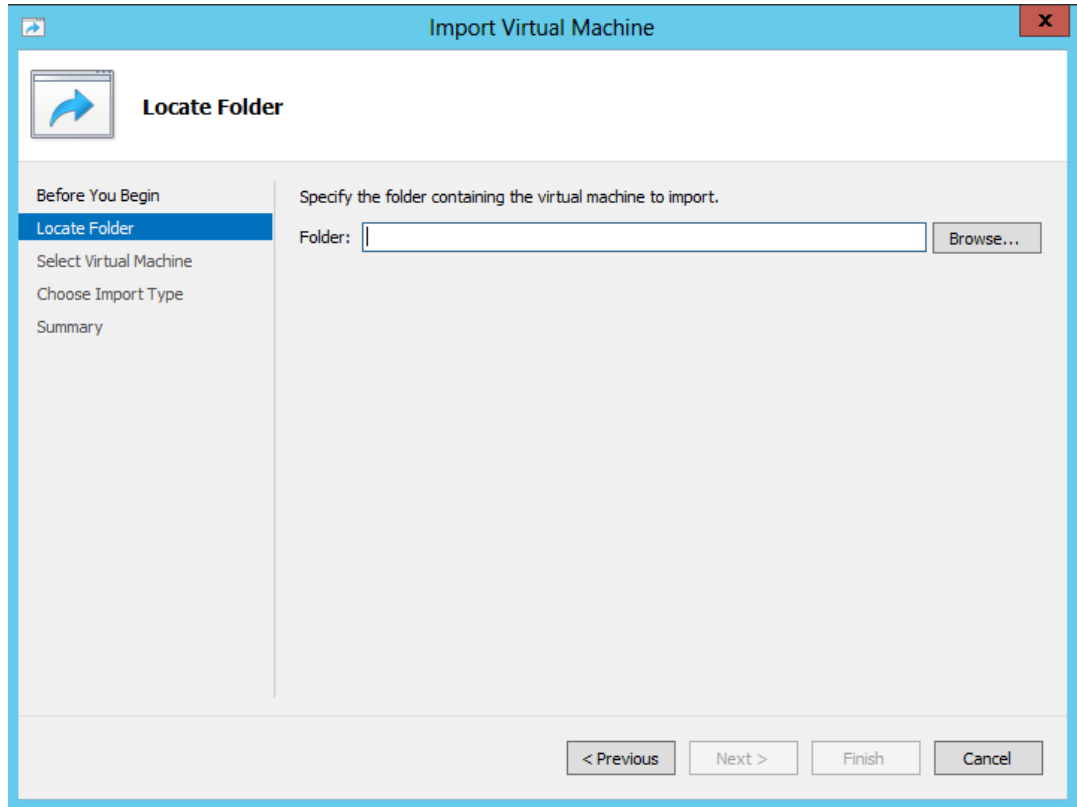 Import Virtual Machine
x
Locate Folder
Before You Begin
Locate Folder
Select Virtual Machine
Choose Import Type
Summary
Specify the folder containing the virtual machine to import.
Folder:
Browse...
< Previous
Next >
Finish
Cancel